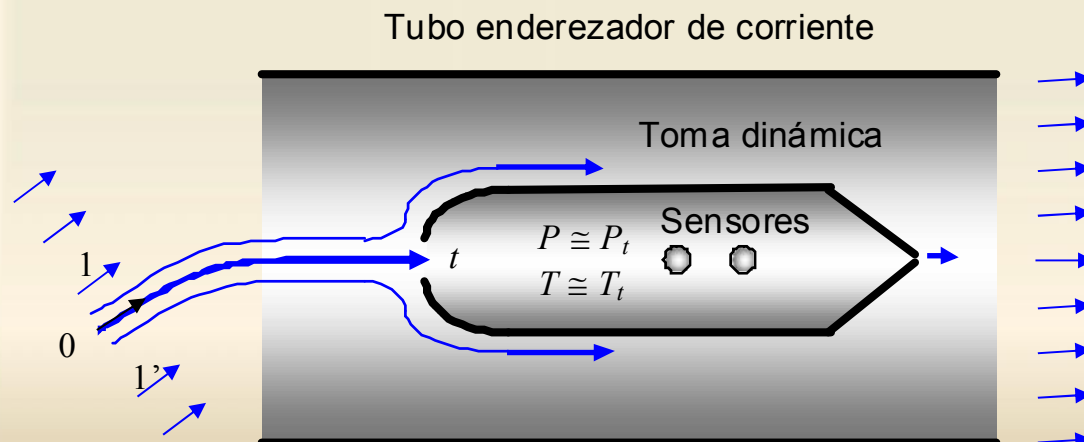 Tubo enderezador de corriente
Toma dinámica
Sensores
P ≅ Pₜ
T ≅ Tₜ
t
1
0
1’